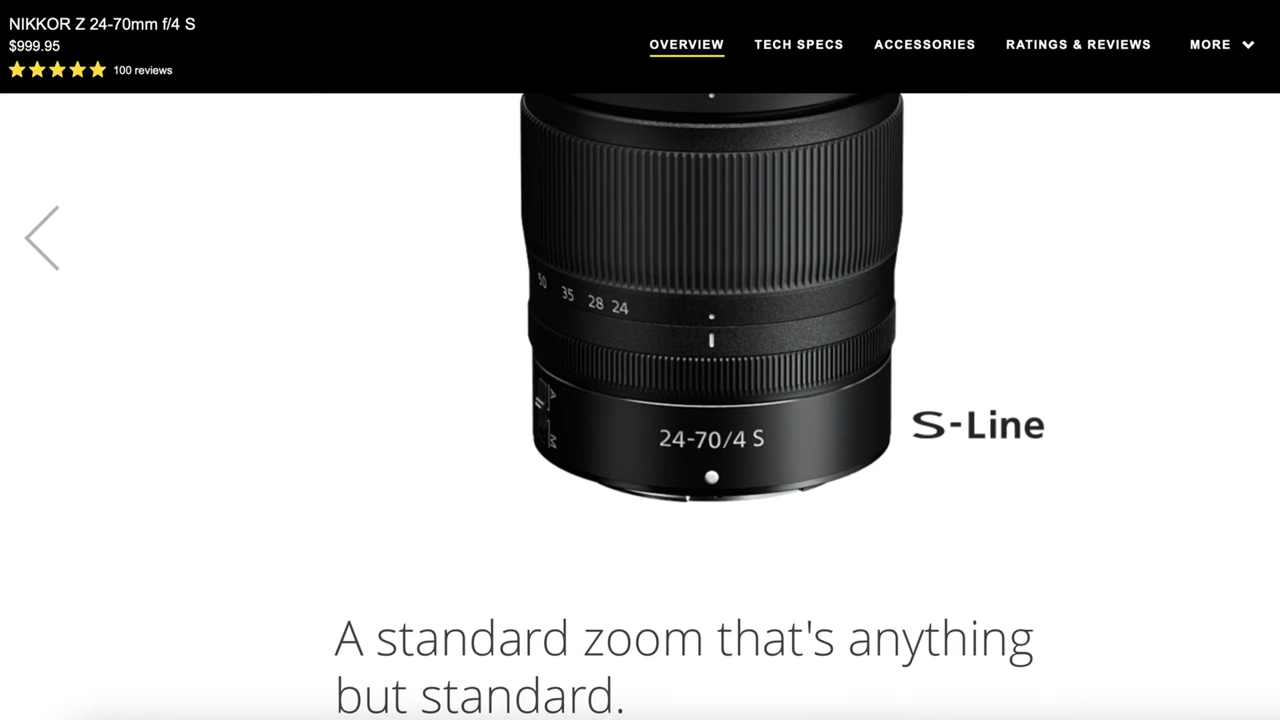 NIKKOR Z 24-70mm f/4 S
$999.95
100 reviews
OVERVIEW TECH SPECS ACCESSORIES RATINGS & REVIEWS MORE
50 35 28 24
A
M
24-70/4 S
S-Line
A standard zoom that's anything
but standard.